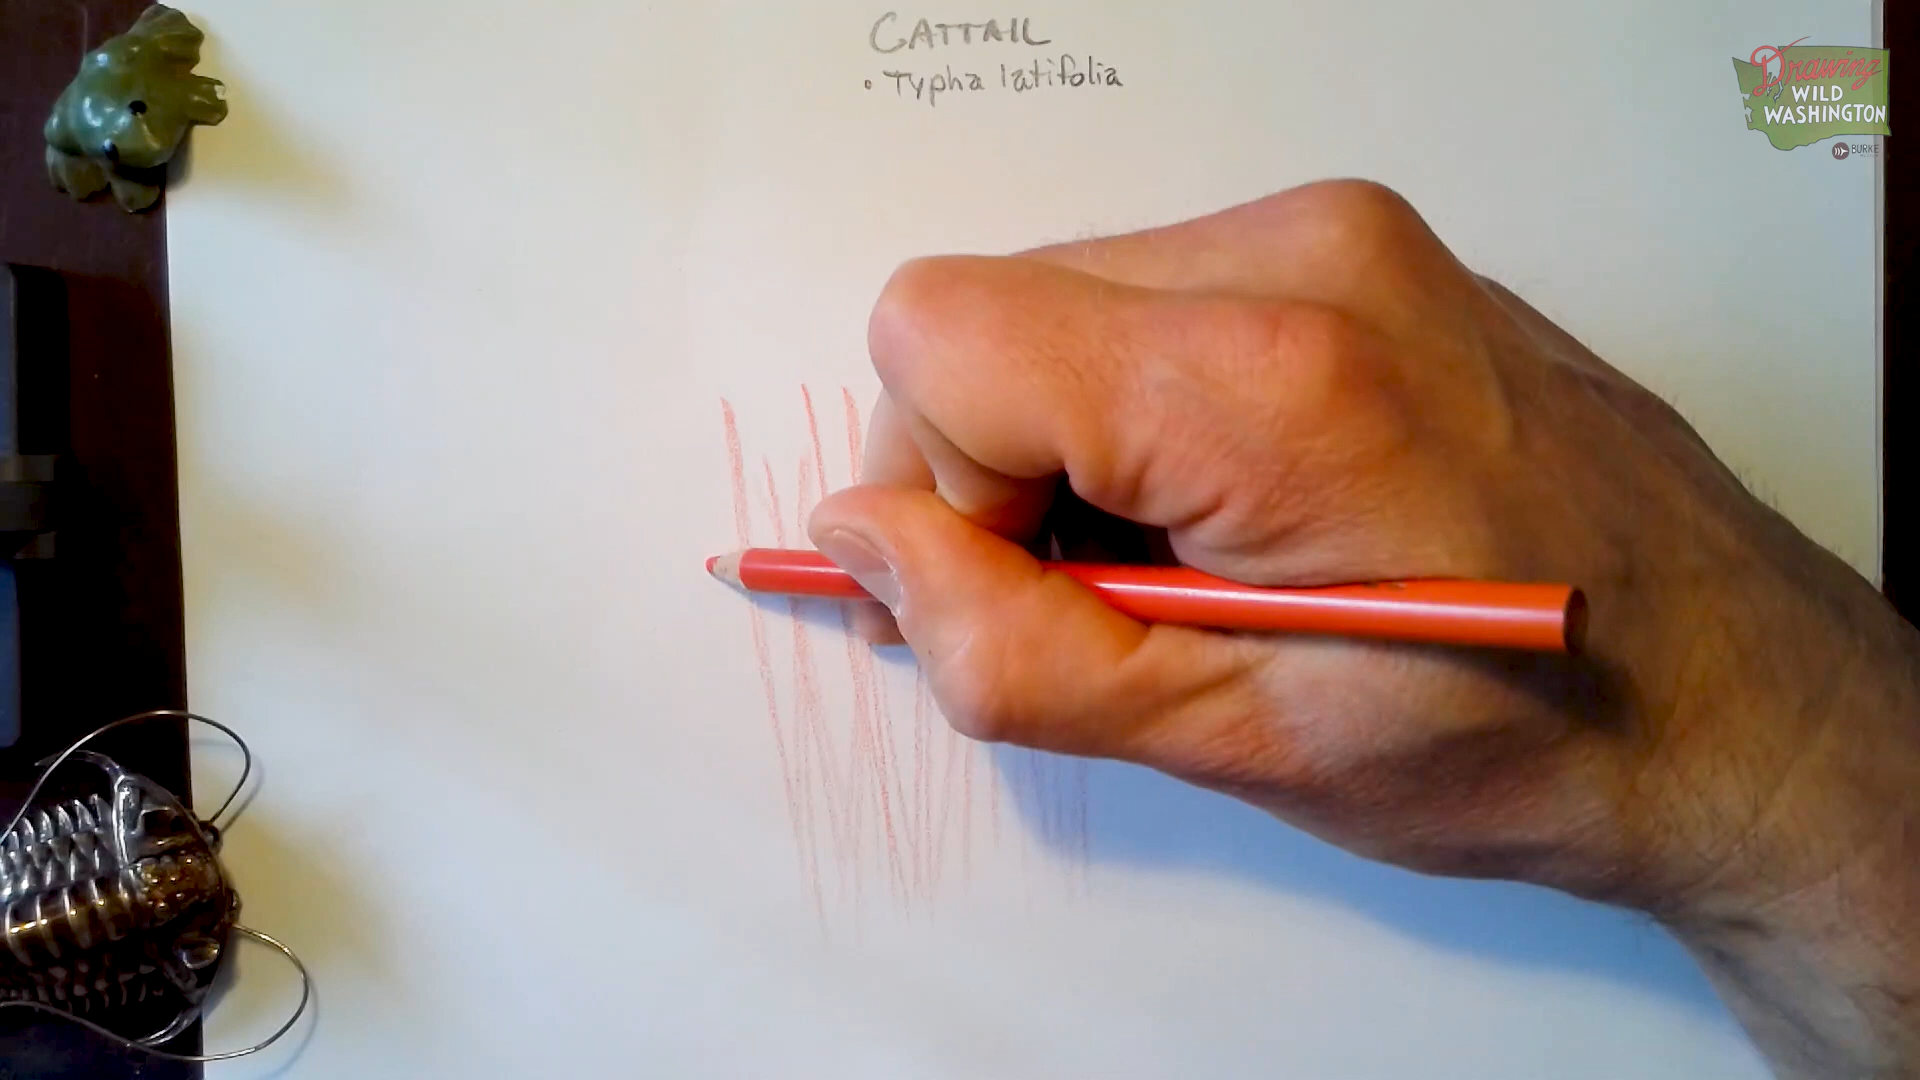 CATTAIL
• Typha latifolia
Drawing
WILD
WASHINGTON
BURKE